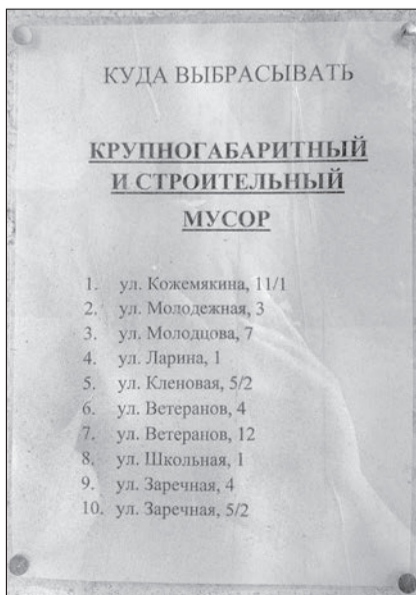 КУДА ВЫБРАСЫВАТЬ
КРУПНОГАБАРИТНЫЙ
И СТРОИТЕЛЬНЫЙ
МУСОР
1. ул. Кожемякина, 11/1
2. ул. Молодежная, 3
3. ул. Молодцова, 7
4. ул. Ларина, 1
5. ул. Кленовая, 5/2
6. ул. Ветеранов, 4
7. ул. Ветеранов, 12
8. ул. Школьная, 1
9. ул. Заречная, 4
10. ул. Заречная, 5/2